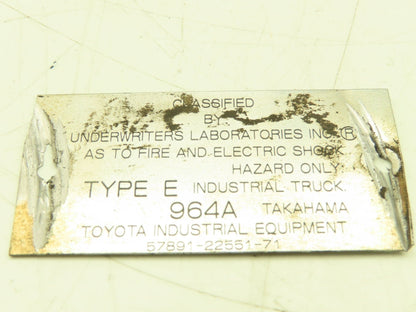 CLASSIFIED
BY
UNDERWRITERS LABORATORIES INC.®
AS TO FIRE AND ELECTRIC SHOCK
HAZARD ONLY:
TYPE E INDUSTRIAL TRUCK.
964A TAKAHAMA
TOYOTA INDUSTRIAL EQUIPMENT
57891-22551-71